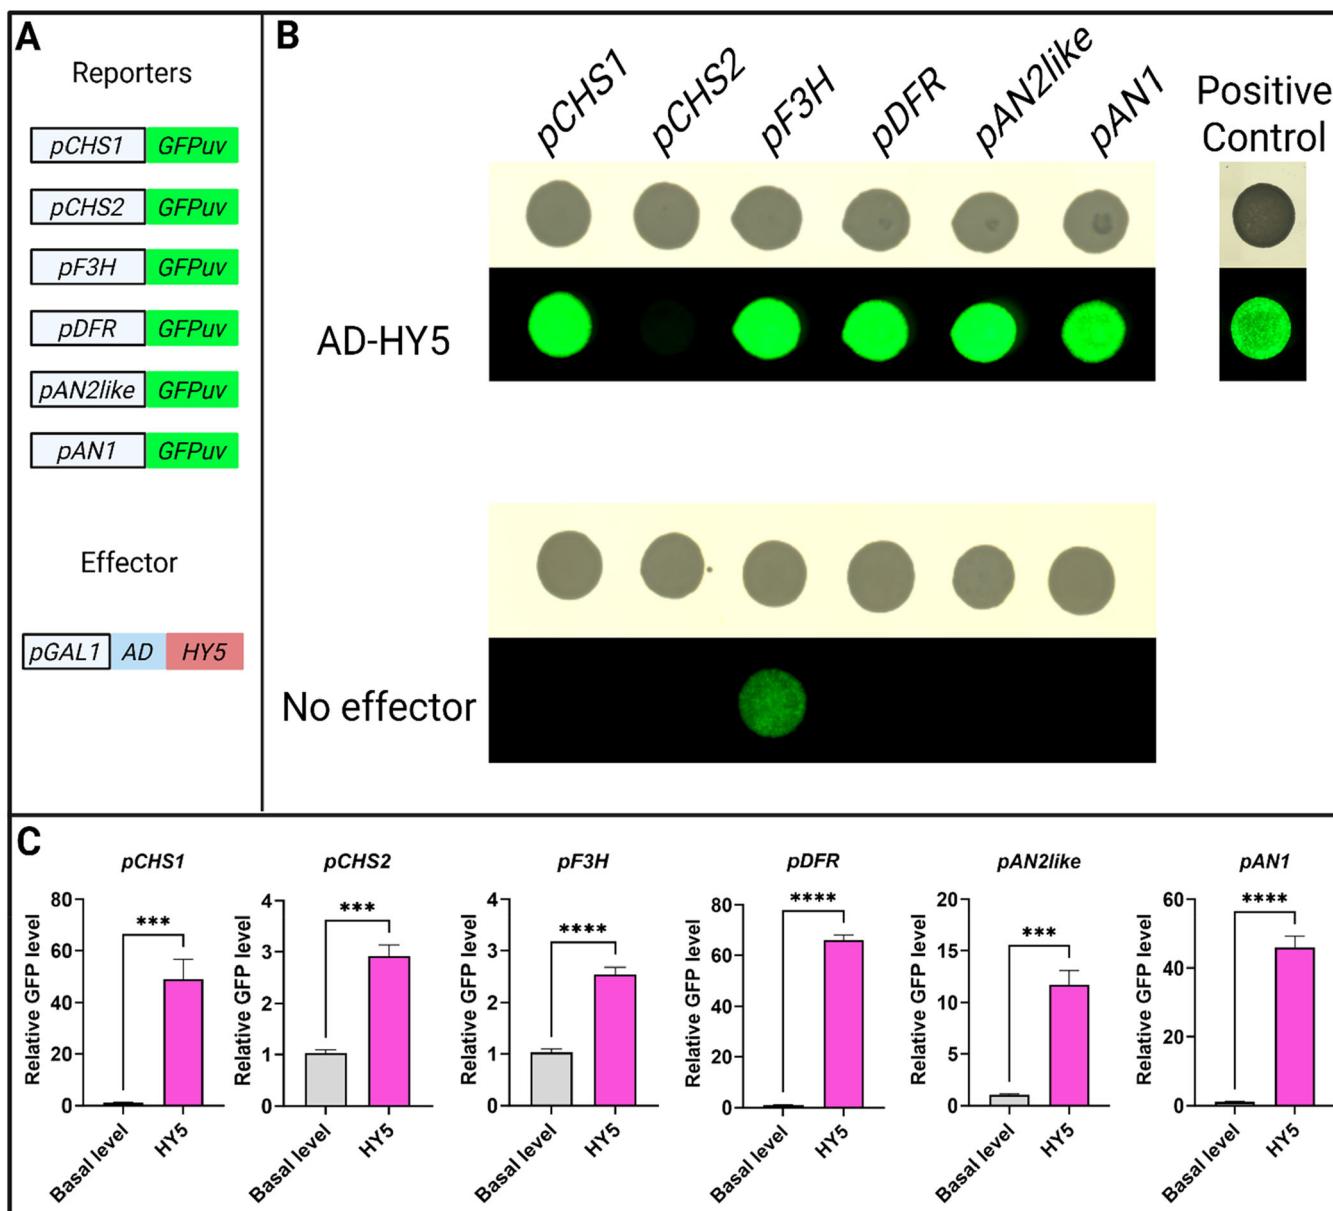 A
Reporters
pCHS1 GFPuv
pCHS2 GFPuv
pF3H GFPuv
pDFR GFPuv
pAN2like GFPuv
pAN1 GFPuv
Effector
pGAL1 AD HY5
B
pCHS1 pCHS2 pF3H pDFR pAN2like pAN1
Positive
Control
AD-HY5
No effector
C
pCHS1
Relative GFP level
80
60
40
20
0
***
Basal level
HY5
pCHS2
Relative GFP level
4
3
2
1
0
***
Basal level
HY5
pF3H
Relative GFP level
4
3
2
1
0
****
Basal level
HY5
pDFR
Relative GFP level
80
60
40
20
0
****
Basal level
HY5
pAN2like
Relative GFP level
20
15
10
5
0
***
Basal level
HY5
pAN1
Relative GFP level
60
40
20
0
****
Basal level
HY5